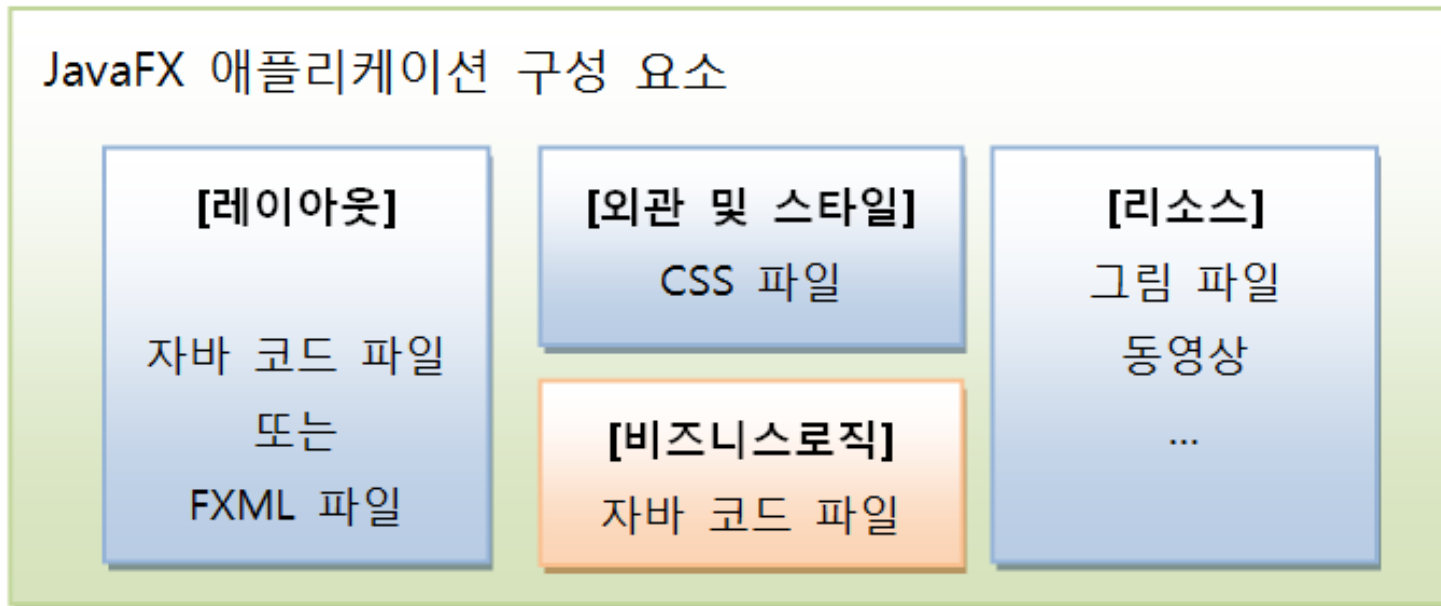 JavaFX 애플리케이션 구성 요소
[레이아웃]
자바 코드 파일
또는
FXML 파일
[외관 및 스타일]
CSS 파일
[비즈니스로직]
자바 코드 파일
[리소스]
그림 파일
동영상
...